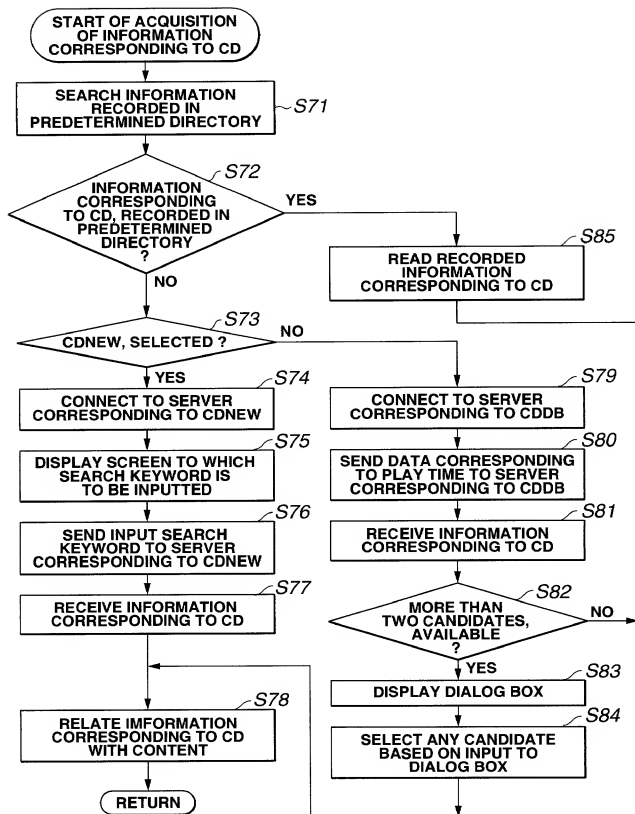 START OF ACQUISITION
OF INFORMATION
CORRESPONDING TO CD
SEARCH INFORMATION
RECORDED IN
PREDETERMINED DIRECTORY
S71
S72
INFORMATION
CORRESPONDING
TO CD, RECORDED IN
PREDETERMINED
DIRECTORY
?
YES
NO
S85
READ RECORDED
INFORMATION
CORRESPONDING TO CD
S73
CDNEW, SELECTED ?
NO
YES
S74
CONNECT TO SERVER
CORRESPONDING TO CDNEW
S75
DISPLAY SCREEN TO WHICH
SEARCH KEYWORD IS
TO BE INPUTTED
S76
SEND INPUT SEARCH
KEYWORD TO SERVER
CORRESPONDING TO CDNEW
S77
RECEIVE INFORMATION
CORRESPONDING TO CD
S78
RELATE IMFORMATION
CORRESPONDING TO CD
WITH CONTENT
RETURN
S79
CONNECT TO SERVER
CORRESPONDING TO CDDB
S80
SEND DATA CORRESPONDING
TO PLAY TIME TO SERVER
CORRESPONDING TO CDDB
S81
RECEIVE INFORMATION
CORRESPONDING TO CD
S82
MORE THAN
TWO CANDIDATES,
AVAILABLE
?
NO
YES
S83
DISPLAY DIALOG BOX
S84
SELECT ANY CANDIDATE
BASED ON INPUT TO
DIALOG BOX